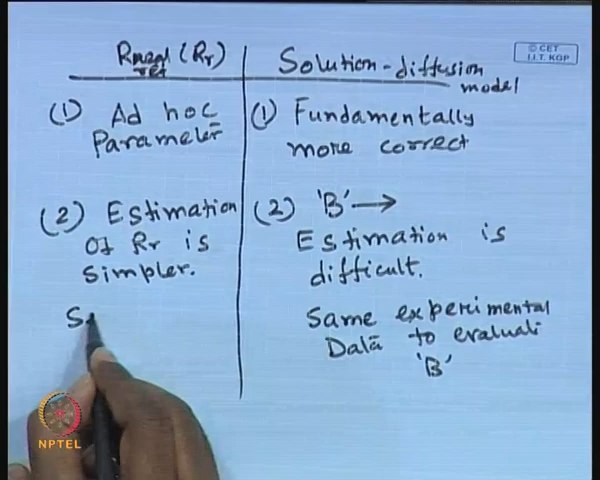 Rreal (Rr)
Solution-diffusion
model
© CET
I.I.T. KGP
(1) Ad hoc
Parameter
(1) Fundamentally
more correct
(2) Estimation
of Rr is
simpler.
(2) 'B' →
Estimation is
difficult.
Same experimental
Data to evaluate
'B'
Sa
NPTEL